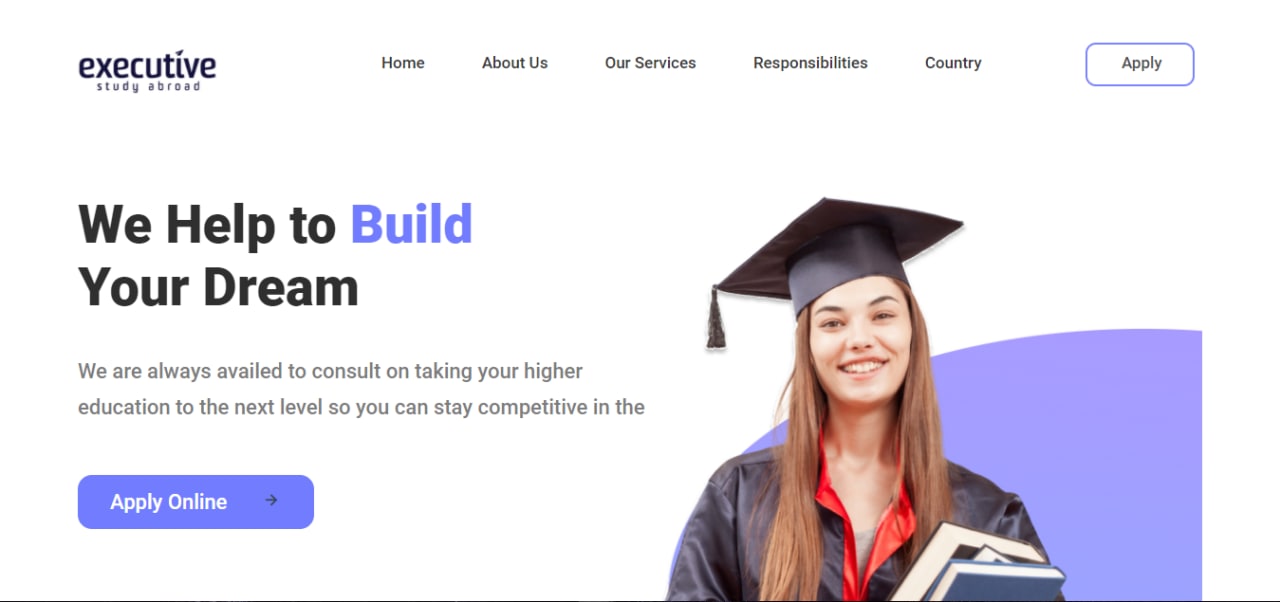 executive
study abroad
Home
About Us
Our Services
Responsibilities
Country
Apply
We Help to Build
Your Dream
We are always availed to consult on taking your higher
education to the next level so you can stay competitive in the
Apply Online